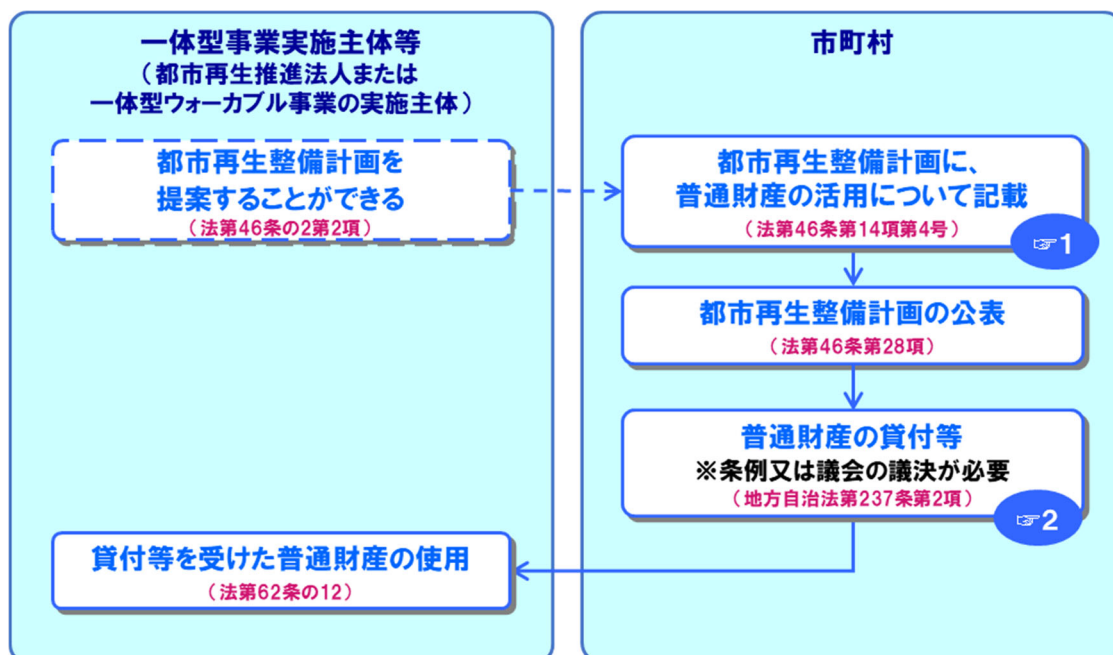 一体型事業実施主体等
（都市再生推進法人または
一体型ウォーカブル事業の実施主体）
都市再生整備計画を
提案することができる
（法第46条の2第2項）
貸付等を受けた普通財産の使用
（法第62条の12）
市町村
都市再生整備計画に、
普通財産の活用について記載
（法第46条第14項第4号）
☞1
都市再生整備計画の公表
（法第46条第28項）
普通財産の貸付等
※条例又は議会の議決が必要
（地方自治法第237条第2項）
☞2